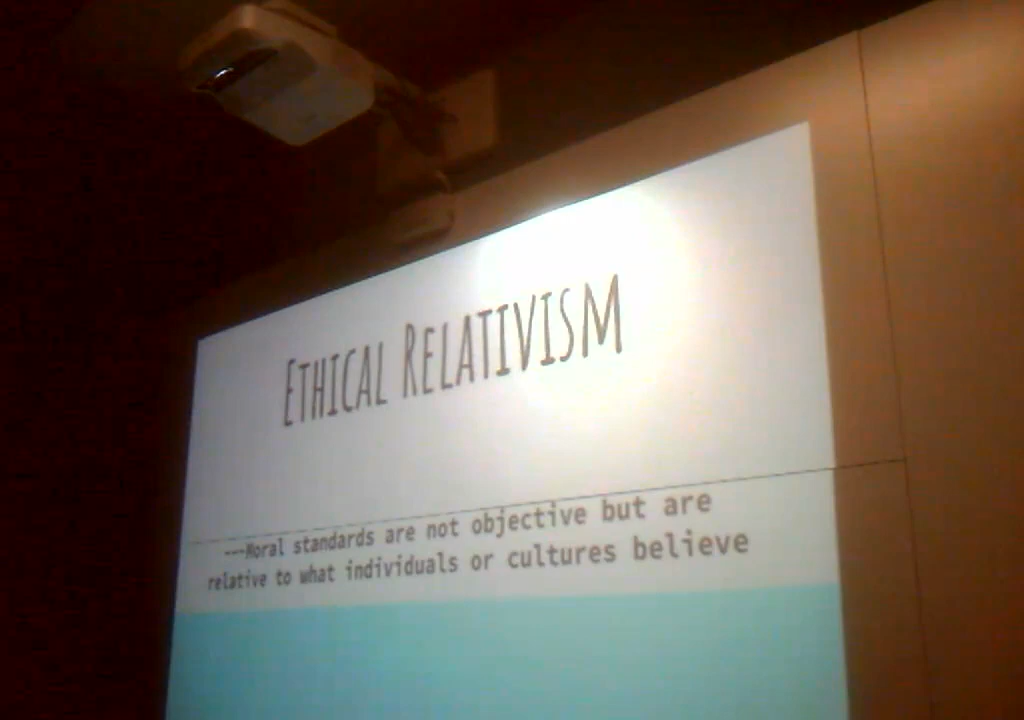 Ethical Relativism
---Moral standards are not objective but are
relative to what individuals or cultures believe